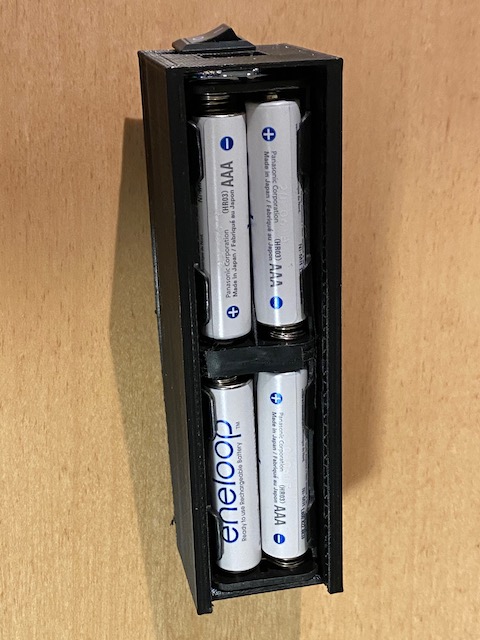 Panasonic Corporation (HR03) AAA
Made in Japan / Fabriqué au Japon
Panasonic Corporation (HR03) AAA
Made in Japan / Fabriqué au Japon
eneloop™
Ready to use Rechargeable Battery
Panasonic Corporation (HR03) AAA
Made in Japan / Fabriqué au Japon